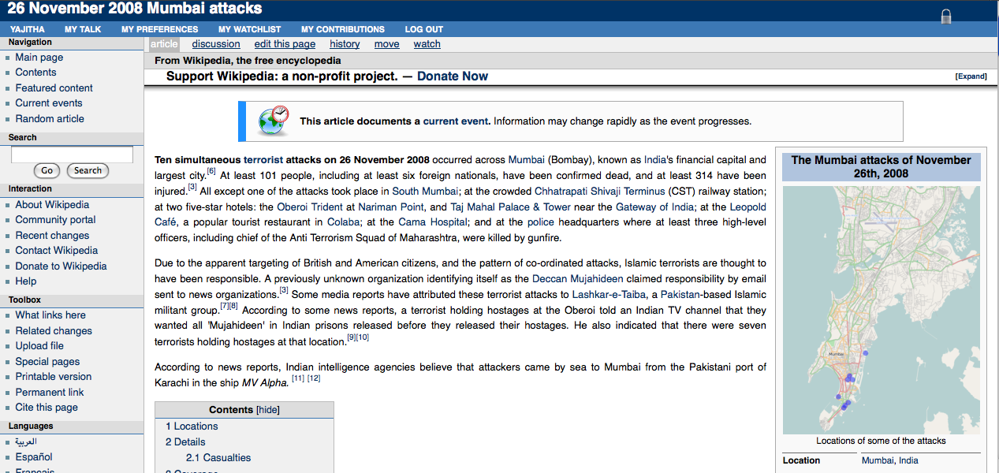 26 November 2008 Mumbai attacks
YAJITHA MY TALK MY PREFERENCES MY WATCHLIST MY CONTRIBUTIONS LOG OUT
Navigation
Main page
Contents
Featured content
Current events
Random article
Search
Go Search
Interaction
About Wikipedia
Community portal
Recent changes
Contact Wikipedia
Donate to Wikipedia
Help
Toolbox
What links here
Related changes
Upload file
Special pages
Printable version
Permanent link
Cite this page
Languages
العربية
Español
Français
article discussion edit this page history move watch
From Wikipedia, the free encyclopedia
Support Wikipedia: a non-profit project. — Donate Now
[Expand]
This article documents a current event. Information may change rapidly as the event progresses.
Ten simultaneous terrorist attacks on 26 November 2008 occurred across Mumbai (Bombay), known as India's financial capital and
largest city.[6] At least 101 people, including at least six foreign nationals, have been confirmed dead, and at least 314 have been
injured.[3] All except one of the attacks took place in South Mumbai; at the crowded Chhatrapati Shivaji Terminus (CST) railway station;
at two five-star hotels: the Oberoi Trident at Nariman Point, and Taj Mahal Palace & Tower near the Gateway of India; at the Leopold
Café, a popular tourist restaurant in Colaba; at the Cama Hospital; and at the police headquarters where at least three high-level
officers, including chief of the Anti Terrorism Squad of Maharashtra, were killed by gunfire.
Due to the apparent targeting of British and American citizens, and the pattern of co-ordinated attacks, Islamic terrorists are thought to
have been responsible. A previously unknown organization identifying itself as the Deccan Mujahideen claimed responsibility by email
sent to news organizations.[3] Some media reports have attributed these terrorist attacks to Lashkar-e-Taiba, a Pakistan-based Islamic
militant group.[7][8] According to some news reports, a terrorist holding hostages at the Oberoi told an Indian TV channel that they
wanted all 'Mujahideen' in Indian prisons released before they released their hostages. He also indicated that there were seven
terrorists holding hostages at that location.[9][10]
According to news reports, Indian intelligence agencies believe that attackers came by sea to Mumbai from the Pakistani port of
Karachi in the ship MV Alpha. [11] [12]
Contents [hide]
1 Locations
2 Details
2.1 Casualties
The Mumbai attacks of November
26th, 2008
Mumbai
Locations of some of the attacks
Location Mumbai, India